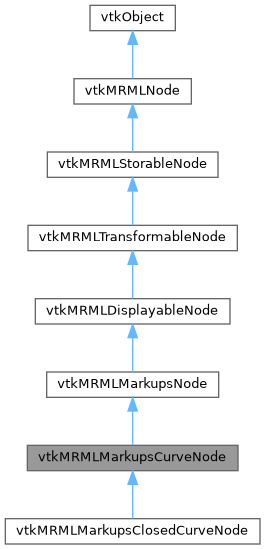 vtkObject
vtkMRMLNode
vtkMRMLStorableNode
vtkMRMLTransformableNode
vtkMRMLDisplayableNode
vtkMRMLMarkupsNode
vtkMRMLMarkupsCurveNode
vtkMRMLMarkupsClosedCurveNode